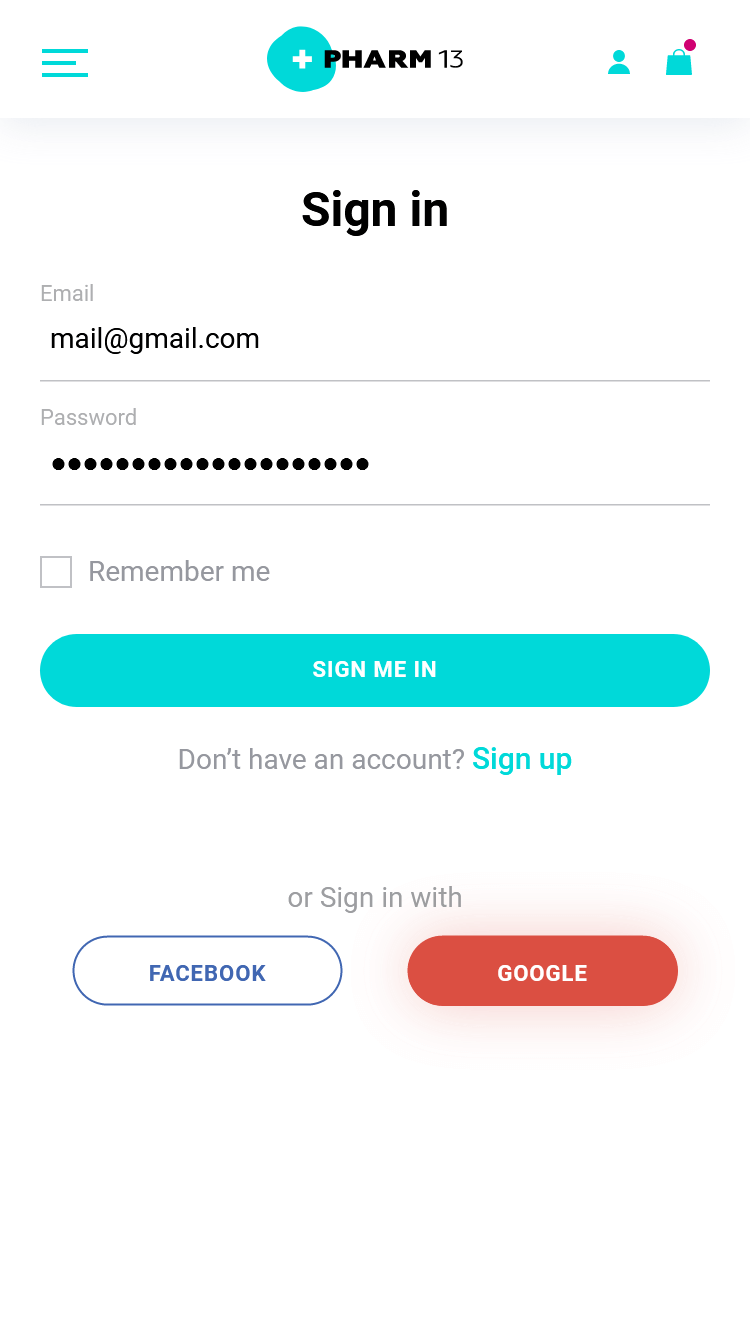 PHARM 13
Sign in
Email
mail@gmail.com
Password
••••••••••••••••••••
Remember me
SIGN ME IN
Don’t have an account? Sign up
or Sign in with
FACEBOOK GOOGLE